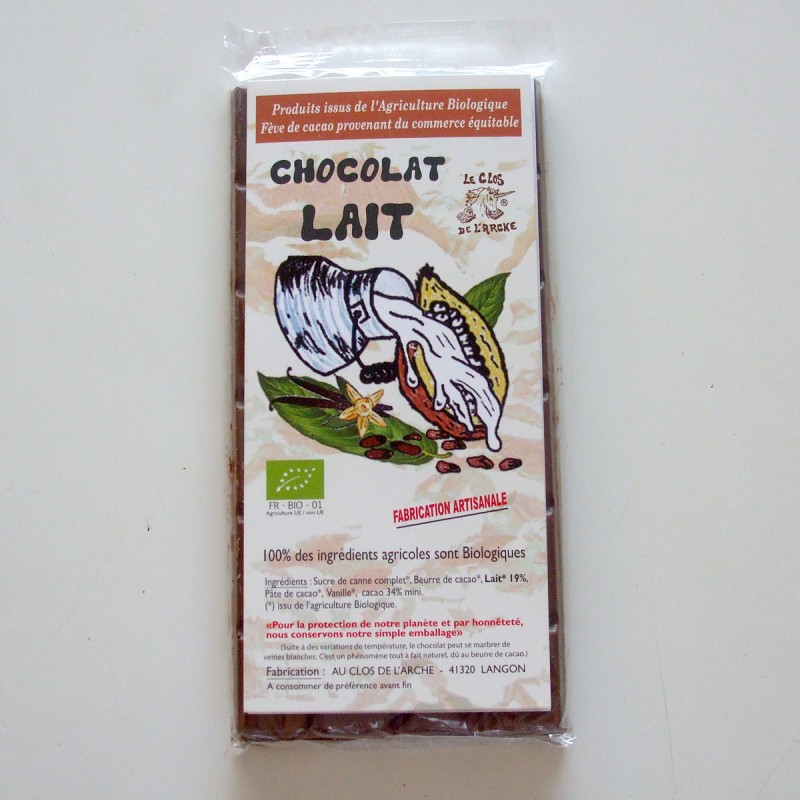 Produits issus de l'Agriculture Biologique
Fève de cacao provenant du commerce équitable
CHOCOLAT
LAIT
LE CLOS
®
DE L'ARCHE
FR - BIO - 01
Agriculture UE / non UE
FABRICATION ARTISANALE
100% des ingrédients agricoles sont Biologiques
Ingrédients : Sucre de canne complet*, Beurre de cacao*, Lait* 19%,
Pâte de cacao*, Vanille*, cacao 34% mini.
(*) issu de l'agriculture Biologique.
«Pour la protection de notre planète et par honnêteté,
nous conservons notre simple emballage»
(Suite à des variations de température, le chocolat peut se marbrer de
veines blanches. C'est un phénomène tout à fait naturel, dû au beurre de cacao.)
Fabrication : AU CLOS DE L'ARCHE - 41320 LANGON
A consommer de préférence avant fin